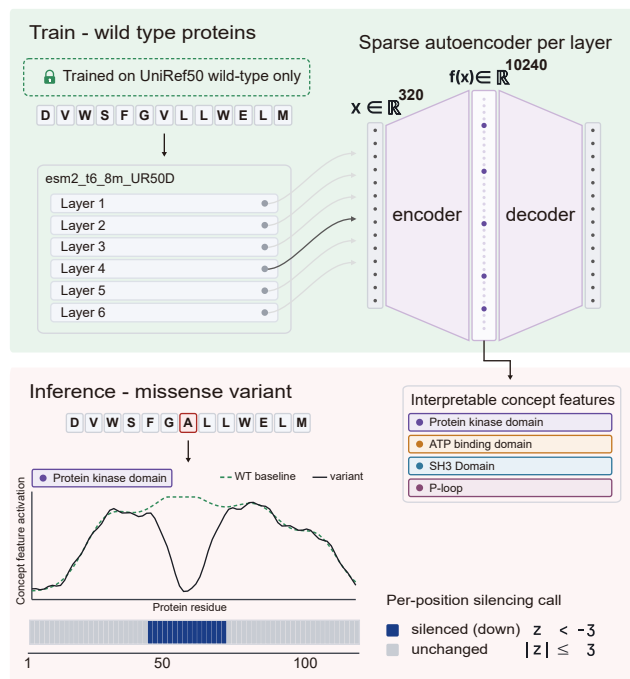 Train - wild type proteins
Trained on UniRef50 wild-type only
D V W S F G V L L W E L M
esm2_t6_8m_UR50D
Layer 1
Layer 2
Layer 3
Layer 4
Layer 5
Layer 6
Sparse autoencoder per layer
f(x)∈ ℝ^10240
x ∈ ℝ^320
encoder
decoder
Interpretable concept features
Protein kinase domain
ATP binding domain
SH3 Domain
P-loop
Inference - missense variant
D V W S F G A L L W E L M
Protein kinase domain
WT baseline
variant
Concept feature activation
Protein residue
1 50 100
Per-position silencing call
silenced (down) z < -3
unchanged |z| ≤ 3